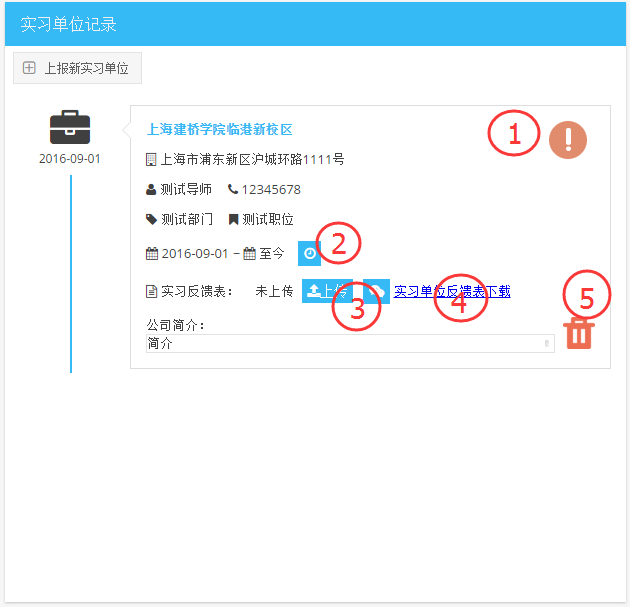 实习单位记录
上报新实习单位
2016-09-01
上海建桥学院临港新校区
1
上海市浦东新区沪城环路1111号
测试导师 12345678
测试部门 测试职位
2016-09-01 – 至今 2
实习反馈表： 未上传 上传 实习单位反馈表下载
3 4 5
公司简介：
简介